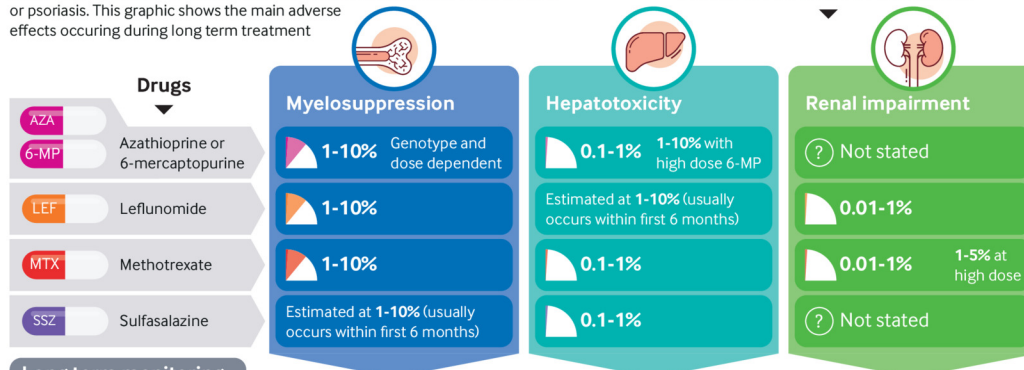 or psoriasis. This graphic shows the main adverse
effects occuring during long term treatment
Drugs
Myelosuppression
Hepatotoxicity
Renal impairment
AZA
6-MP
Azathioprine or
6-mercaptopurine
1-10%
Genotype and
dose dependent
0.1-1%
1-10% with
high dose 6-MP
? Not stated
LEF
Leflunomide
1-10%
Estimated at 1-10% (usually
occurs within first 6 months)
0.01-1%
MTX
Methotrexate
1-10%
0.1-1%
0.01-1%
1-5% at
high dose
SSZ
Sulfasalazine
Estimated at 1-10% (usually
occurs within first 6 months)
0.1-1%
? Not stated